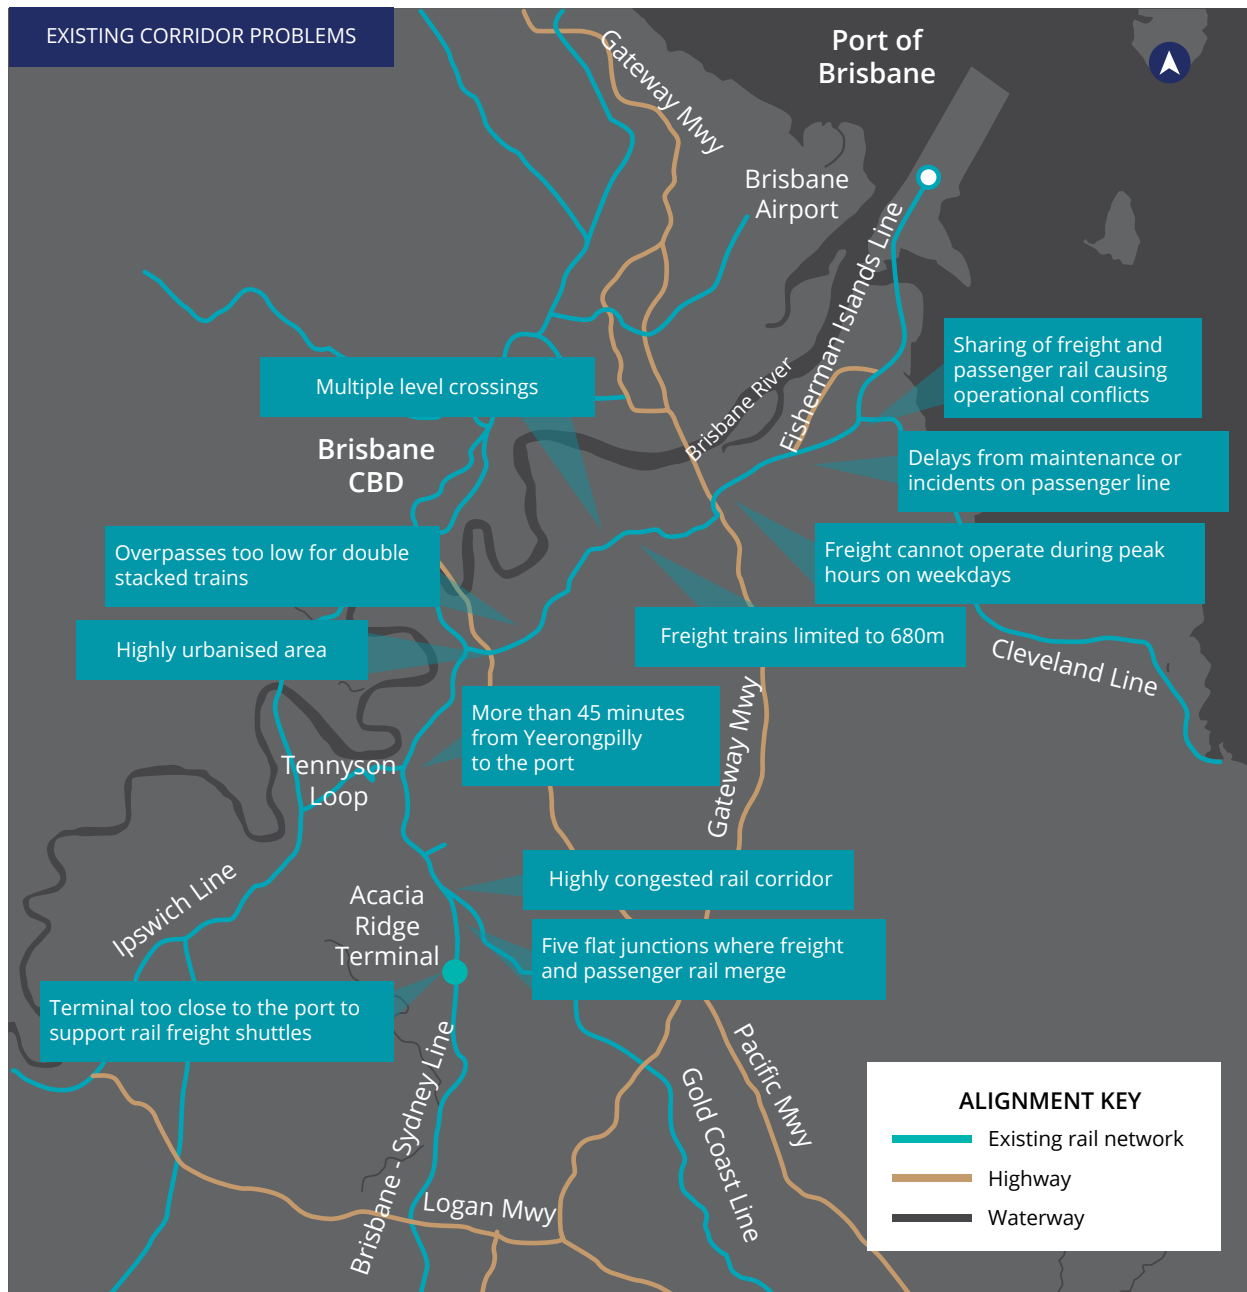 EXISTING CORRIDOR PROBLEMS
Port of
Brisbane
Gateway Mwy
Brisbane
Airport
Fisherman Islands Line
Sharing of freight and
passenger rail causing
operational conflicts
Multiple level crossings
Brisbane River
Brisbane
CBD
Delays from maintenance or
incidents on passenger line
Overpasses too low for double
stacked trains
Freight cannot operate during peak
hours on weekdays
Highly urbanised area
Freight trains limited to 680m
Cleveland Line
More than 45 minutes
from Yeerongpilly
to the port
Gateway Mwy
Tennyson
Loop
Highly congested rail corridor
Ipswich Line
Acacia
Ridge
Terminal
Five flat junctions where freight
and passenger rail merge
Terminal too close to the port to
support rail freight shuttles
Brisbane - Sydney Line
Pacific Mwy
Gold Coast Line
Logan Mwy
ALIGNMENT KEY
Existing rail network
Highway
Waterway